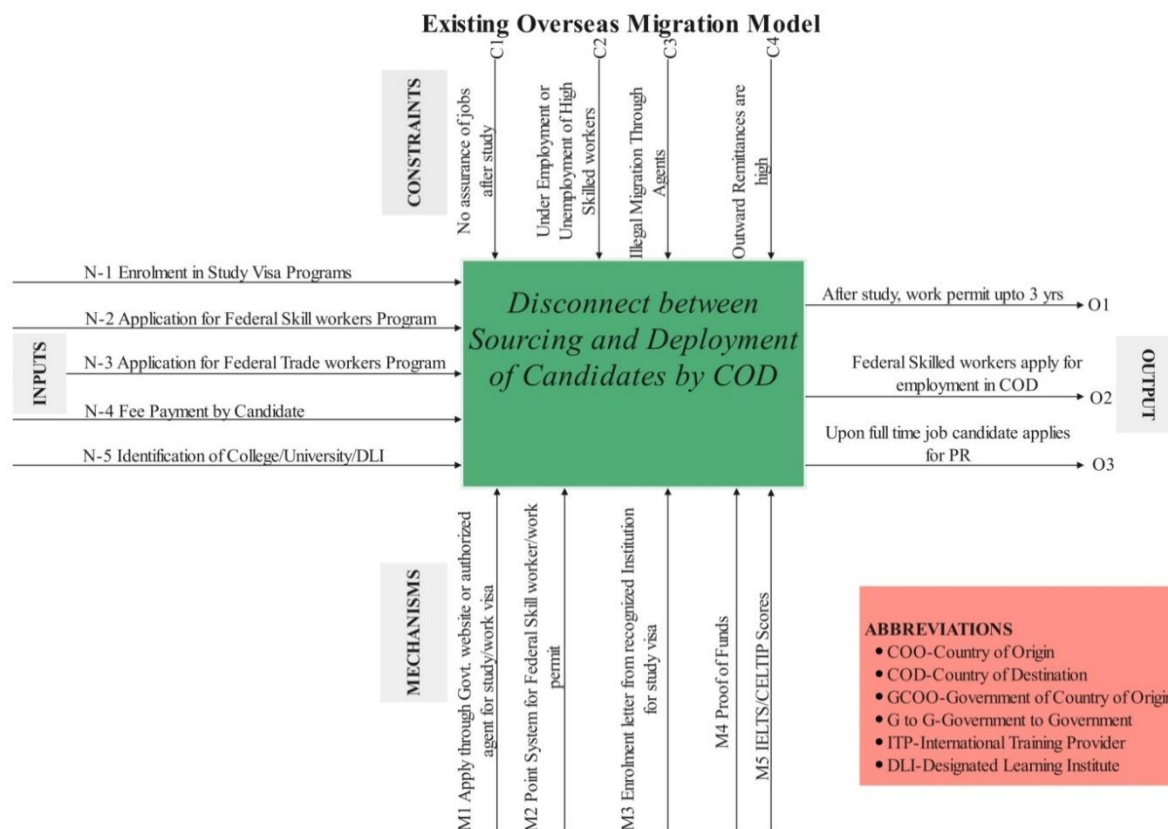 Existing Overseas Migration Model
CONSTRAINTS
C1
No assurance of jobs
after study
C2
Under Employment or
Unemployment of High
Skilled workers
C3
Illegal Migration Through
Agents
C4
Outward Remittances are
high
INPUTS
N-1 Enrolment in Study Visa Programs
N-2 Application for Federal Skill workers Program
N-3 Application for Federal Trade workers Program
N-4 Fee Payment by Candidate
N-5 Identification of College/University/DLI
Disconnect between
Sourcing and Deployment
of Candidates by COD
After study, work permit upto 3 yrs
O1
Federal Skilled workers apply for
employment in COD
O2
Upon full time job candidate applies
for PR
O3
OUTPUT
MECHANISMS
M1 Apply through Govt. website or authorized
agent for study/work visa
M2 Point System for Federal Skill worker/work
permit
M3 Enrolment letter from recognized Institution
for study visa
M4 Proof of Funds
M5 IELTS/CELTIP Scores
ABBREVIATIONS
• COO-Country of Origin
• COD-Country of Destination
• GCOO-Government of Country of Origin
• G to G-Government to Government
• ITP-International Training Provider
• DLI-Designated Learning Institute